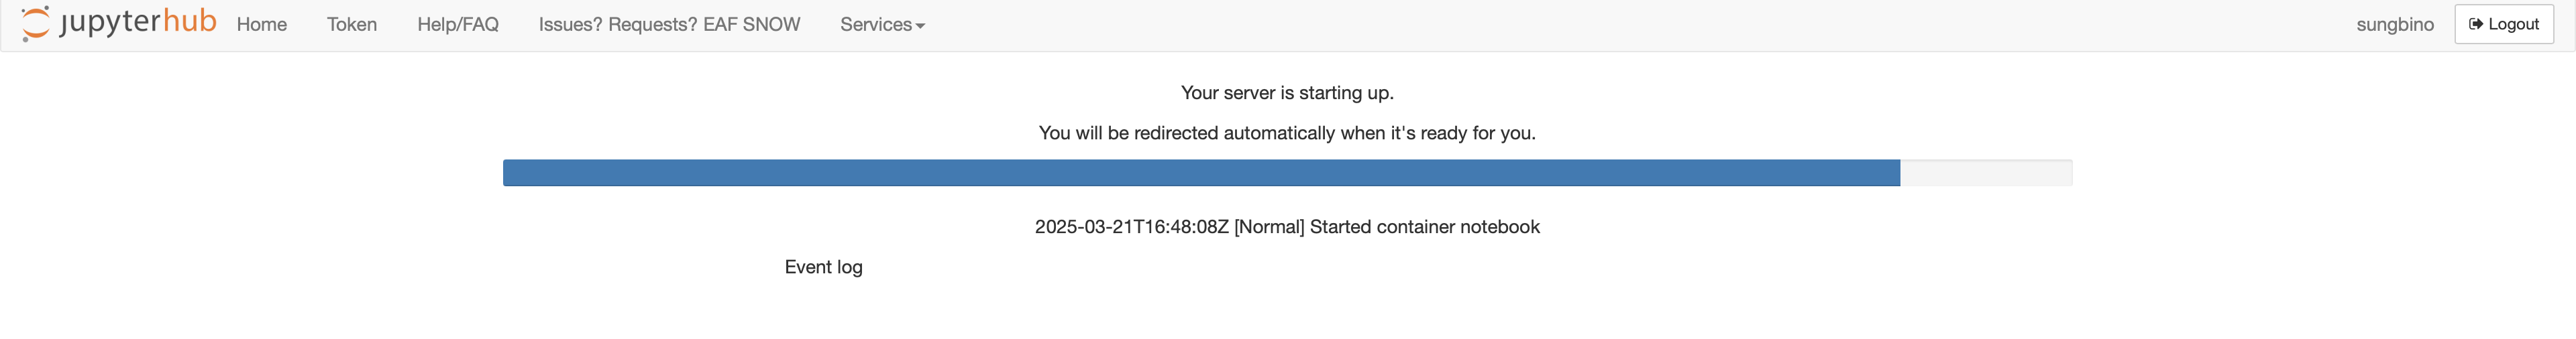 jupyterhub Home Token Help/FAQ Issues? Requests? EAF SNOW Services sungbino Logout
Your server is starting up.
You will be redirected automatically when it's ready for you.
2025-03-21T16:48:08Z [Normal] Started container notebook
Event log